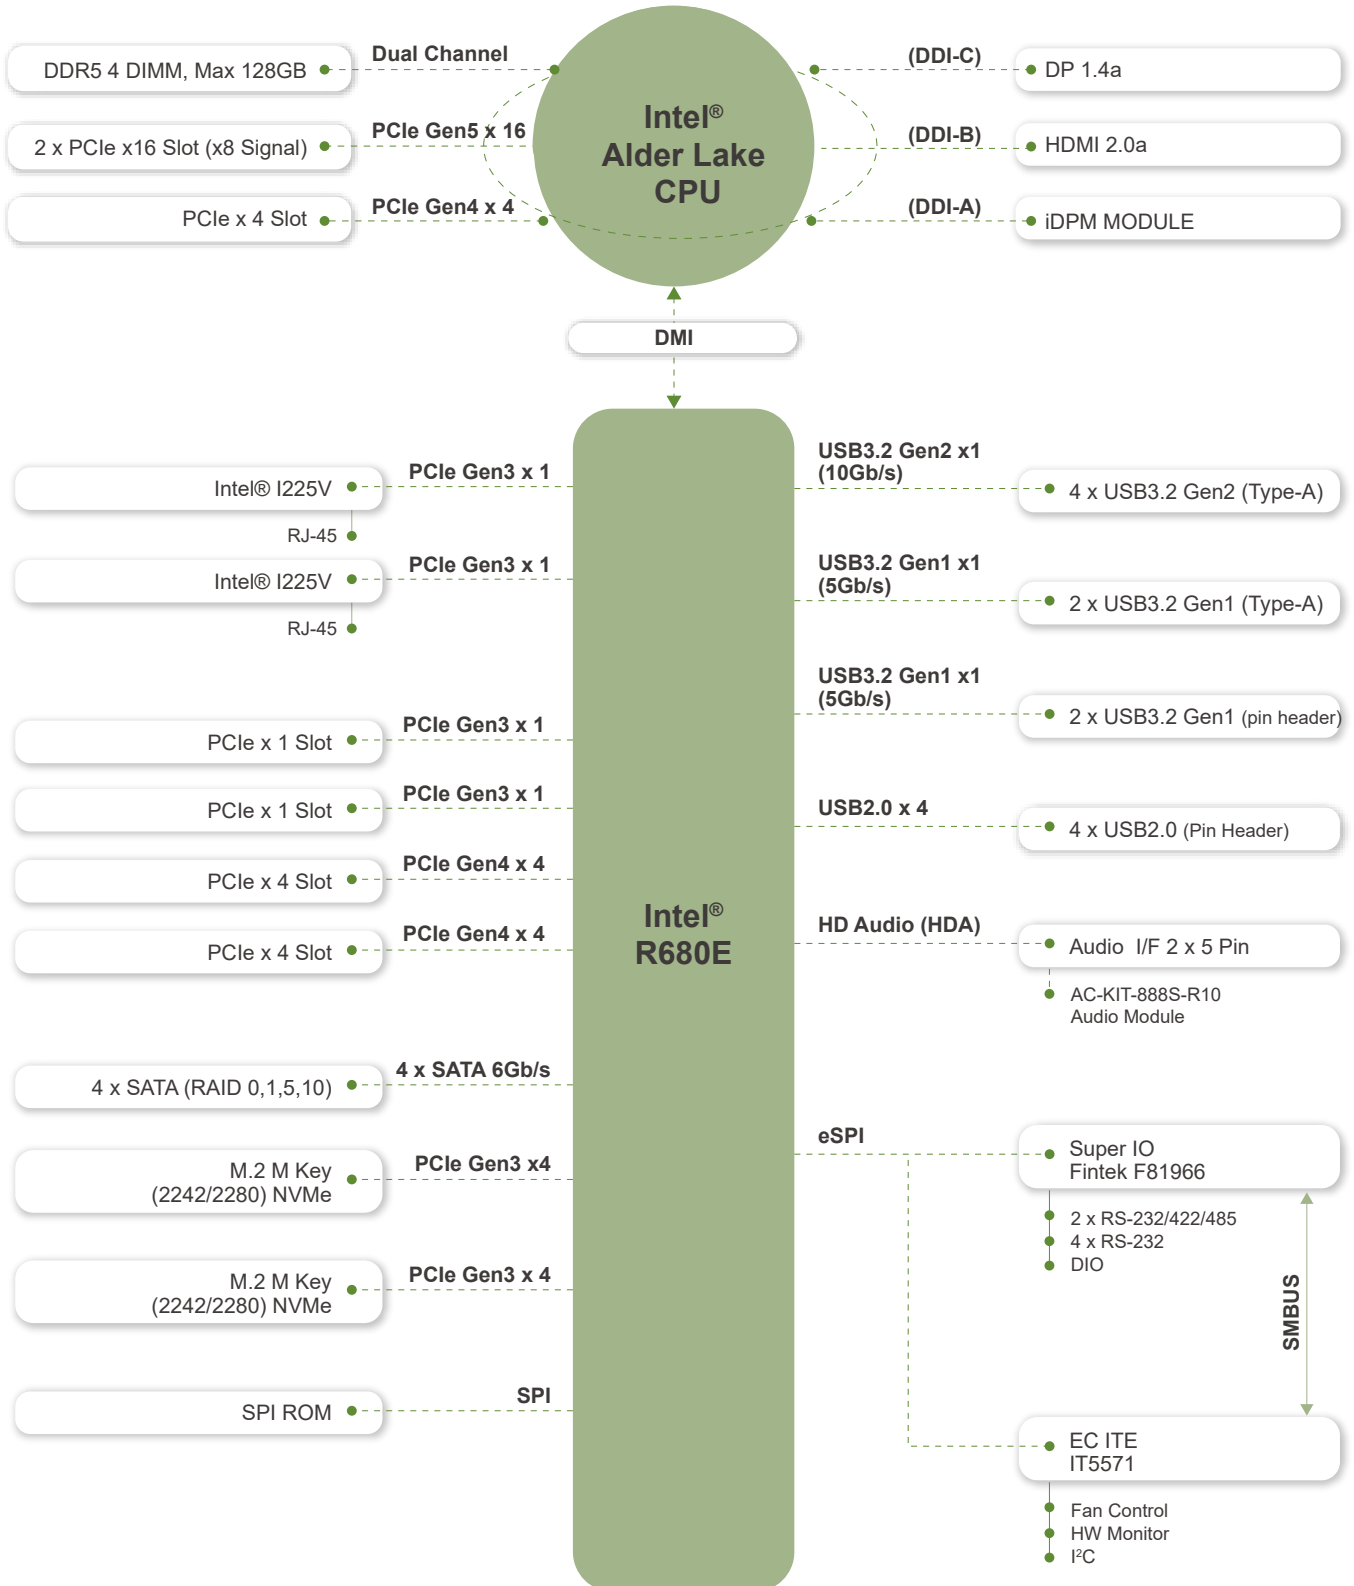 Dual Channel
DDR5 4 DIMM, Max 128GB
PCIe Gen5 x 16
2 x PCIe x16 Slot (x8 Signal)
PCIe Gen4 x 4
PCIe x 4 Slot
Intel®
Alder Lake
CPU
(DDI-C)
DP 1.4a
(DDI-B)
HDMI 2.0a
(DDI-A)
iDPM MODULE
DMI
PCIe Gen3 x 1
Intel® I225V
RJ-45
PCIe Gen3 x 1
Intel® I225V
RJ-45
PCIe Gen3 x 1
PCIe x 1 Slot
PCIe Gen3 x 1
PCIe x 1 Slot
PCIe Gen4 x 4
PCIe x 4 Slot
PCIe Gen4 x 4
PCIe x 4 Slot
4 x SATA 6Gb/s
4 x SATA (RAID 0,1,5,10)
PCIe Gen3 x4
M.2 M Key
(2242/2280) NVMe
PCIe Gen3 x 4
M.2 M Key
(2242/2280) NVMe
SPI
SPI ROM
Intel®
R680E
USB3.2 Gen2 x1
(10Gb/s)
4 x USB3.2 Gen2 (Type-A)
USB3.2 Gen1 x1
(5Gb/s)
2 x USB3.2 Gen1 (Type-A)
USB3.2 Gen1 x1
(5Gb/s)
2 x USB3.2 Gen1 (pin header)
USB2.0 x 4
4 x USB2.0 (Pin Header)
HD Audio (HDA)
Audio I/F 2 x 5 Pin
AC-KIT-888S-R10
Audio Module
eSPI
Super IO
Fintek F81966
2 x RS-232/422/485
4 x RS-232
DIO
SMBUS
EC ITE
IT5571
Fan Control
HW Monitor
I²C